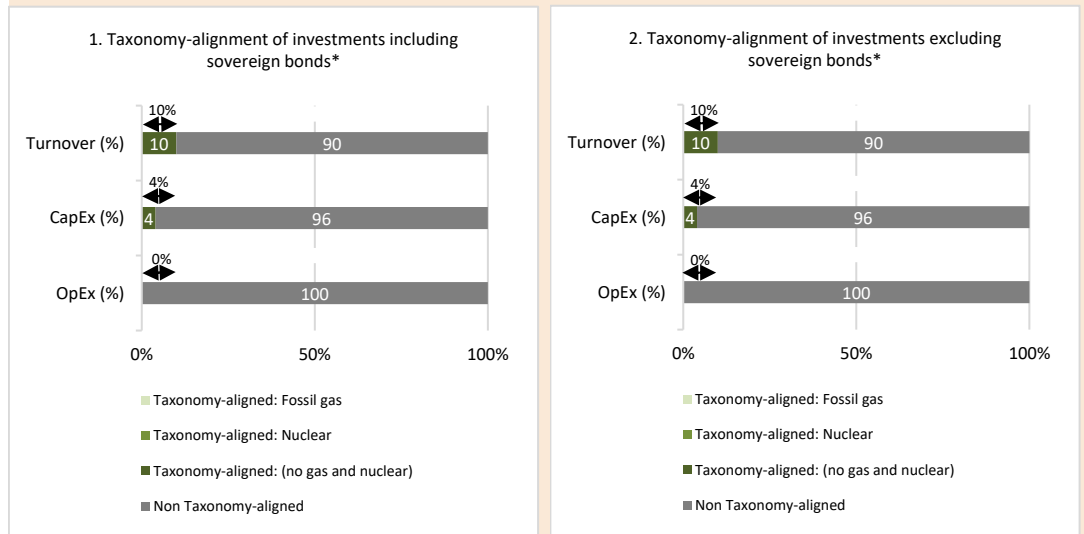 1. Taxonomy-alignment of investments including
sovereign bonds*
10%
Turnover (%)
10
90
4%
CapEx (%)
4
96
0%
OpEx (%)
100
0%
50%
100%
Taxonomy-aligned: Fossil gas
Taxonomy-aligned: Nuclear
Taxonomy-aligned: (no gas and nuclear)
Non Taxonomy-aligned
2. Taxonomy-alignment of investments excluding
sovereign bonds*
10%
Turnover (%)
10
90
4%
CapEx (%)
4
96
0%
OpEx (%)
100
0%
50%
100%
Taxonomy-aligned: Fossil gas
Taxonomy-aligned: Nuclear
Taxonomy-aligned: (no gas and nuclear)
Non Taxonomy-aligned